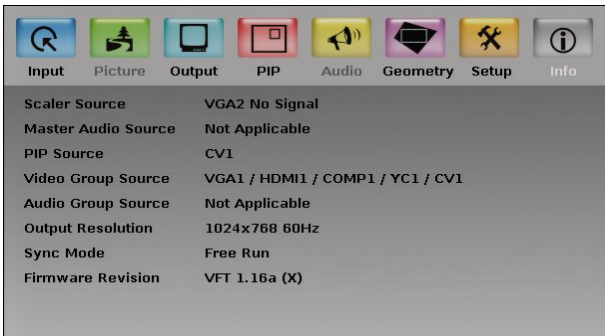 Input Picture Output PIP Audio Geometry Setup Info
Scaler Source VGA2 No Signal
Master Audio Source Not Applicable
PIP Source CV1
Video Group Source VGA1 / HDMI1 / COMP1 / YC1 / CV1
Audio Group Source Not Applicable
Output Resolution 1024x768 60Hz
Sync Mode Free Run
Firmware Revision VFT 1.16a (X)